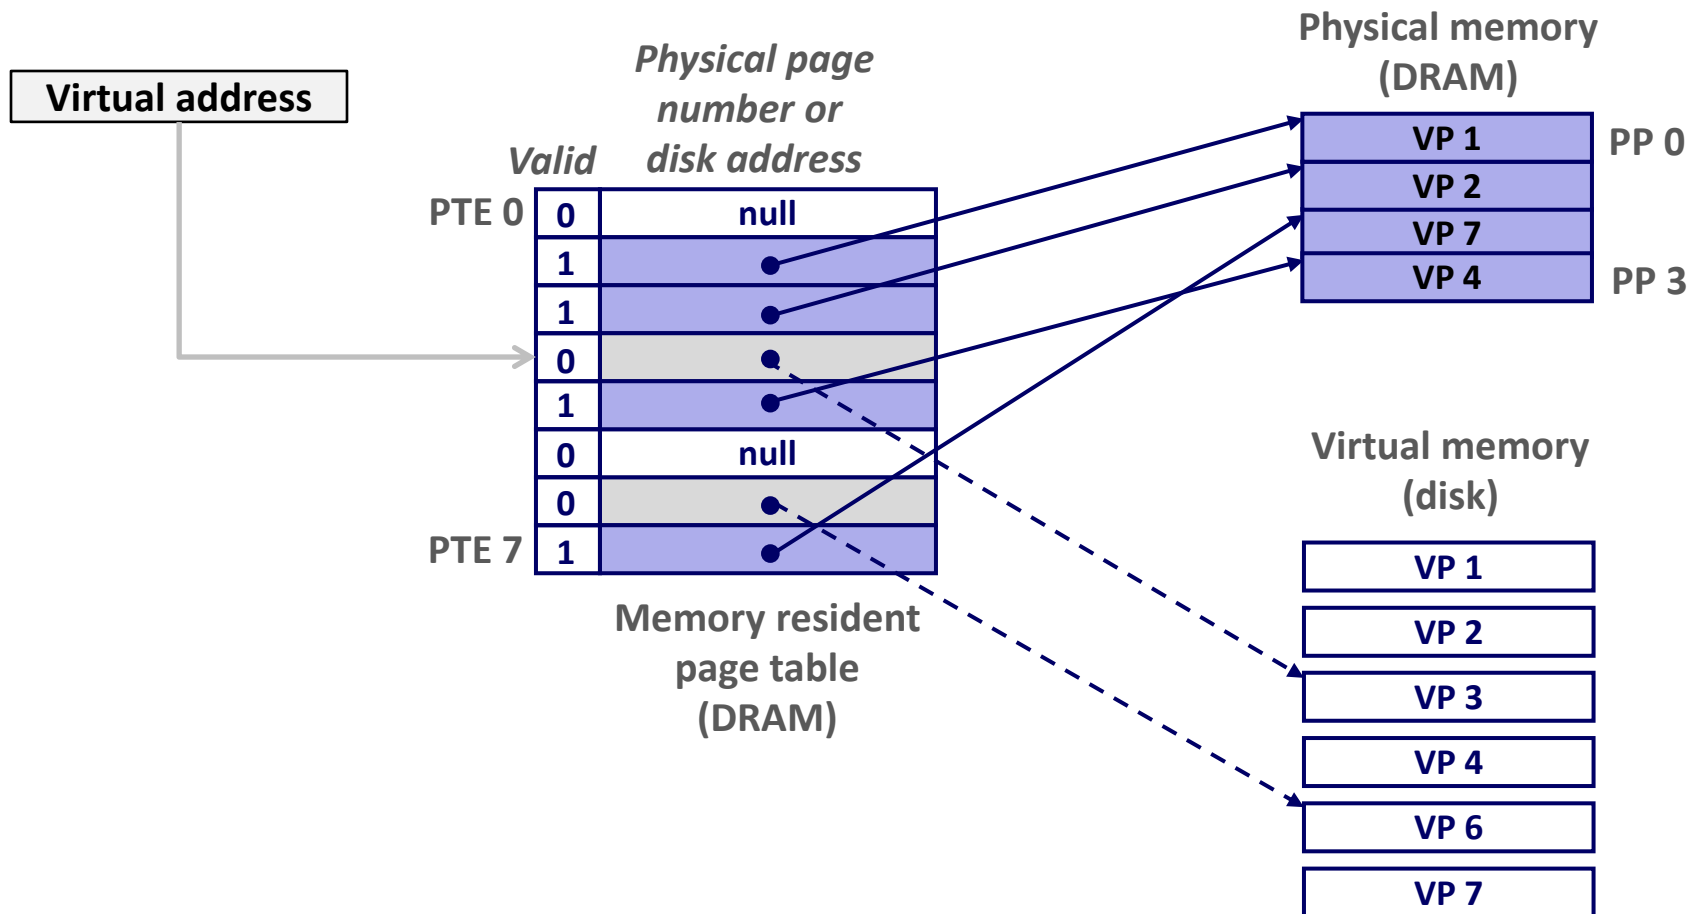 Virtual address
Physical page
number or
disk address
Valid
PTE 0
0
null
1
1
0
1
0
null
0
PTE 7
1
Memory resident
page table
(DRAM)
Physical memory
(DRAM)
VP 1
PP 0
VP 2
VP 7
VP 4
PP 3
Virtual memory
(disk)
VP 1
VP 2
VP 3
VP 4
VP 6
VP 7